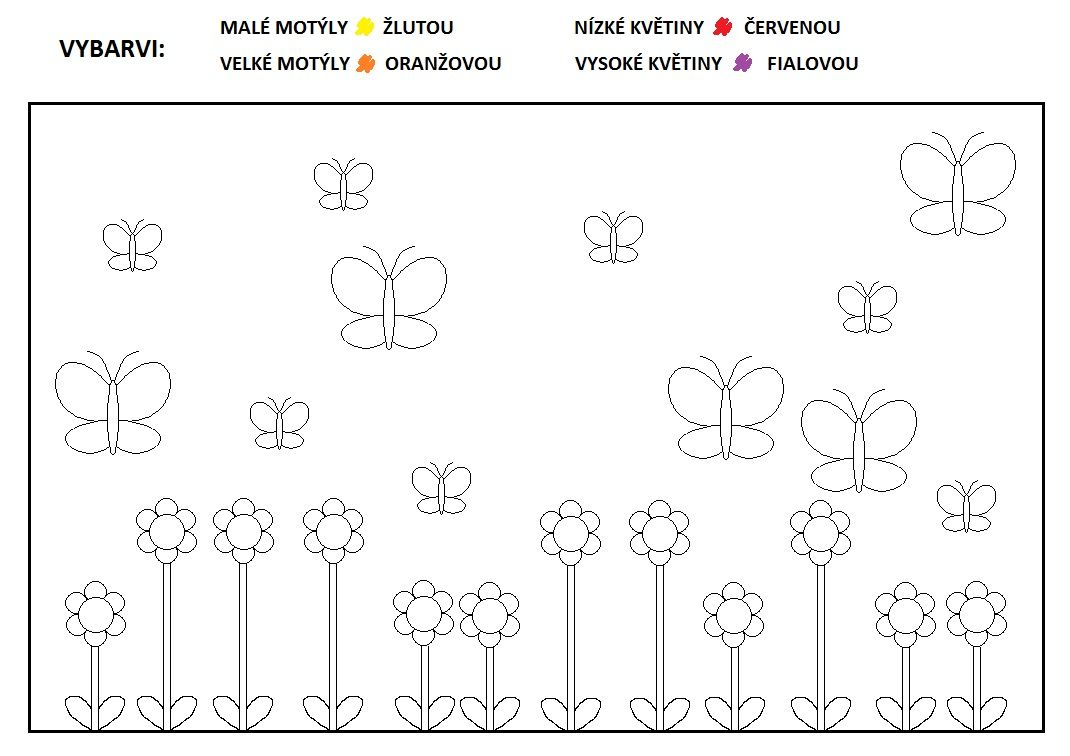 VYBARVI:
MALÉ MOTÝLY ŽLUTOU
VELKÉ MOTÝLY ORANŽOVOU
NÍZKÉ KVĚTINY ČERVENOU
VYSOKÉ KVĚTINY FIALOVOU